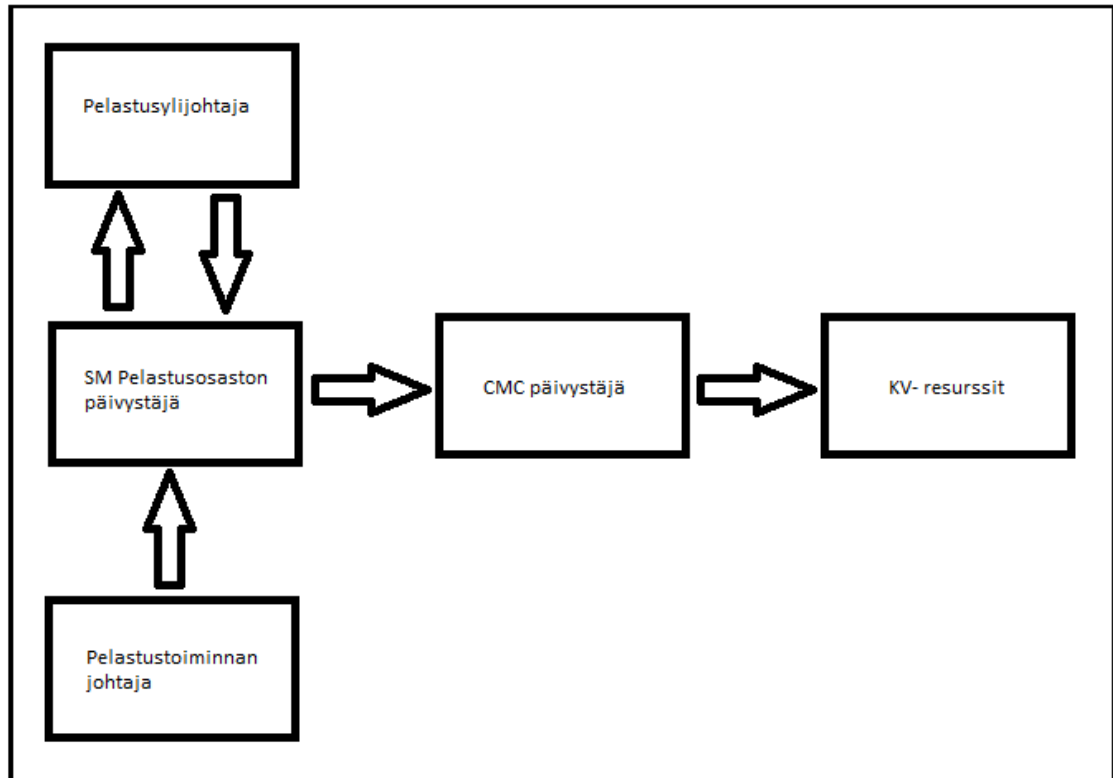 Pelastusylijohtaja
SM Pelastusosaston
päivystäjä
CMC päivystäjä
KV- resurssit
Pelastustoiminnan
johtaja